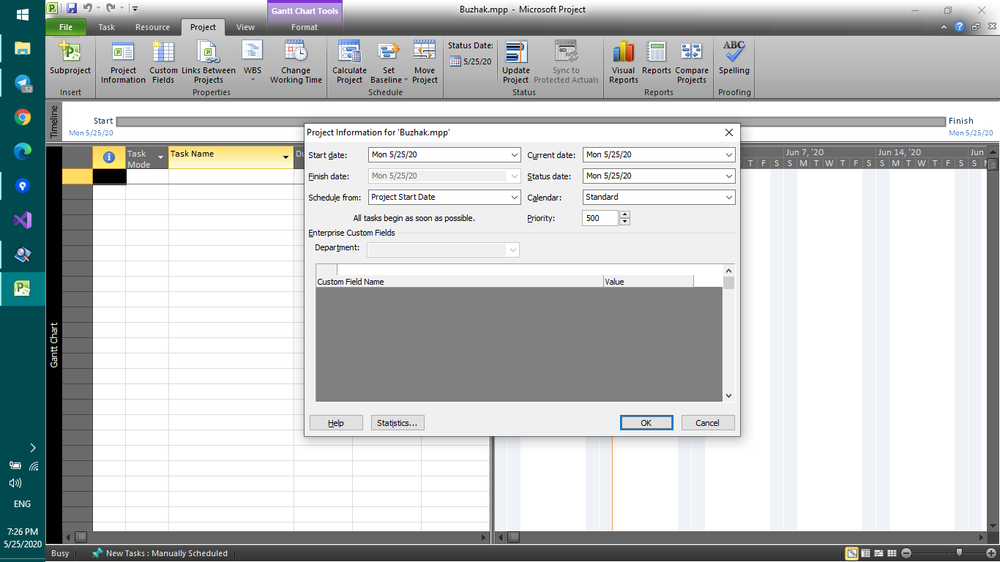 Gantt Chart Tools
Buzhak.mpp - Microsoft Project
File Task Resource Project View Format
Subproject
Project Information
Custom Fields
Links Between Projects
WBS
Change Working Time
Calculate Project
Set Baseline
Move Project
Status Date:
5/25/20
Update Project
Sync to Protected Actuals
Visual Reports
Reports
Compare Projects
ABC
Spelling
Insert Properties Schedule Status Reports Proofing
Timeline
Start
Mon 5/25/20
Finish
Mon 5/25/20
Project Information for 'Buzhak.mpp'
Start date: Mon 5/25/20 Current date: Mon 5/25/20
Finish date: Mon 5/25/20 Status date: Mon 5/25/20
Schedule from: Project Start Date Calendar: Standard
All tasks begin as soon as possible. Priority: 500
Enterprise Custom Fields
Department:
Custom Field Name Value
Help Statistics... OK Cancel
Task Mode
Task Name
Du
Jun 7, '20 Jun 14, '20 Jun
T F S S M T W T F S S M T W T F S S M
Gantt Chart
52
ENG
7:26 PM
5/25/2020
Busy New Tasks : Manually Scheduled